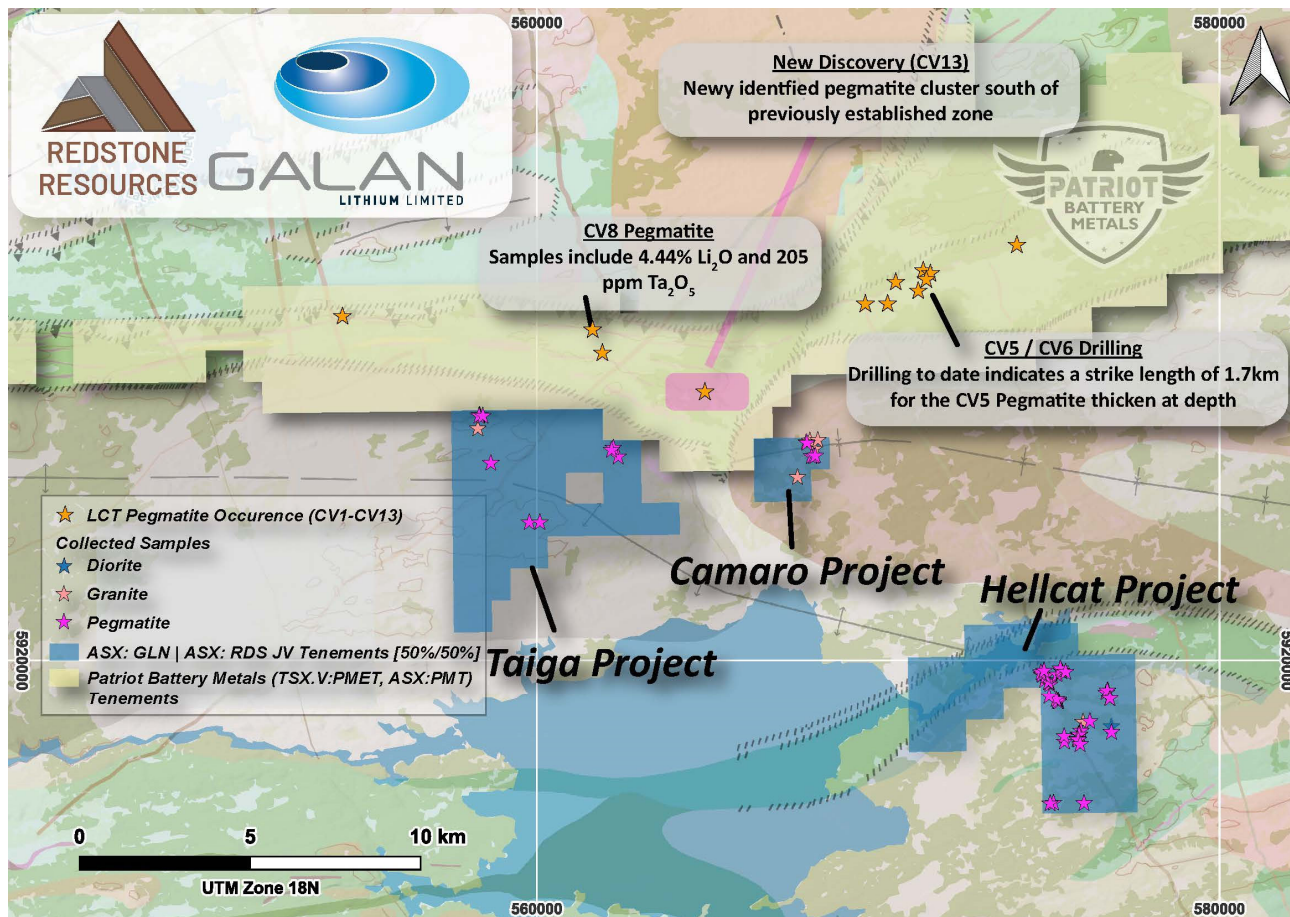 560000
580000
REDSTONE
RESOURCES
GALAN
LITHIUM LIMITED
New Discovery (CV13)
Newy identfied pegmatite cluster south of
previously established zone
PATRIOT
BATTERY
METALS
CV8 Pegmatite
Samples include 4.44% Li2O and 205
ppm Ta2O5
CV5 / CV6 Drilling
Drilling to date indicates a strike length of 1.7km
for the CV5 Pegmatite thicken at depth
LCT Pegmatite Occurence (CV1-CV13)
Collected Samples
Diorite
Granite
Pegmatite
ASX: GLN | ASX: RDS JV Tenements [50%/50%]
Patriot Battery Metals (TSX.V:PMET, ASX:PMT)
Tenements
Camaro Project
Hellcat Project
Taiga Project
5920000
5920000
0 5 10 km
UTM Zone 18N
560000
580000